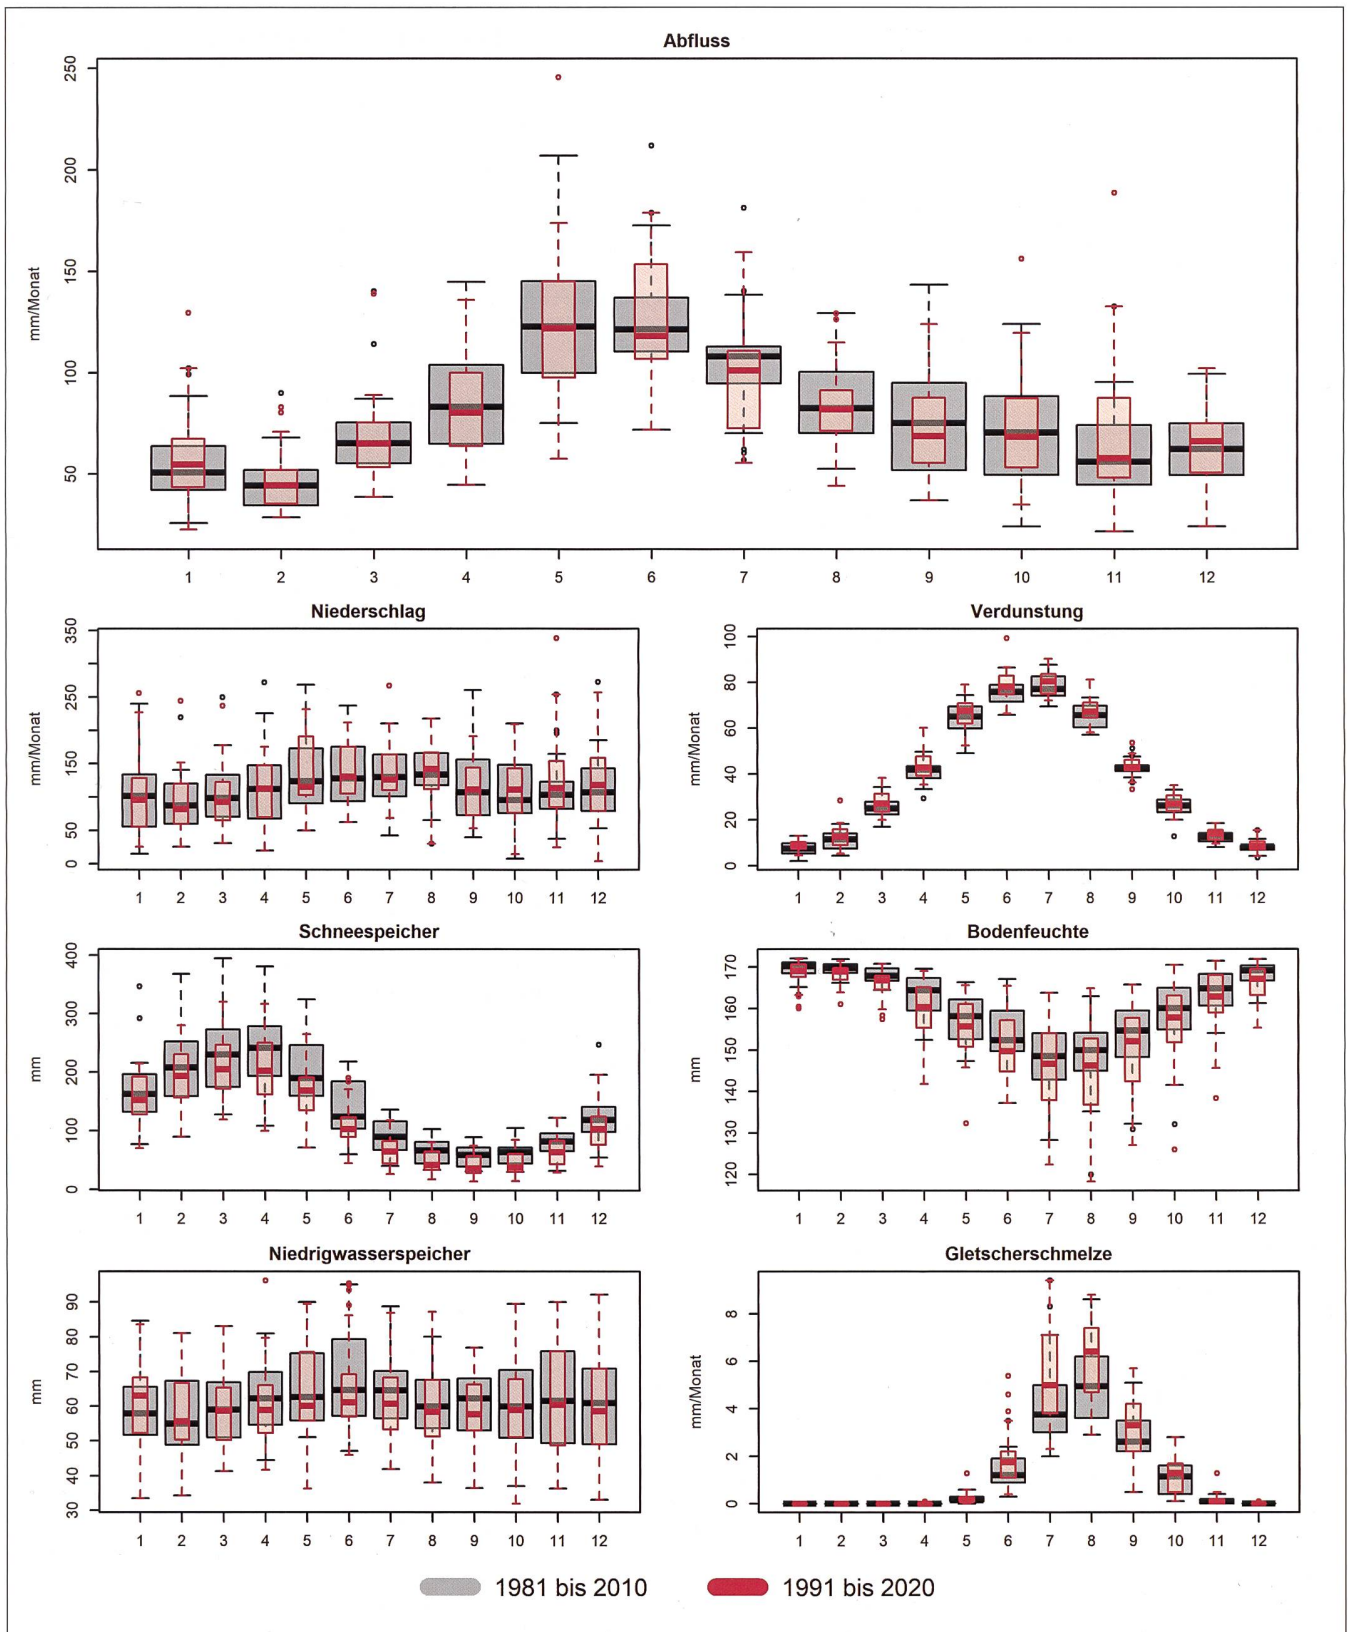 Abfluss
250
200
150
100
50
mm/Monat
1 2 3 4 5 6 7 8 9 10 11 12
Niederschlag
350
250
150
50
0
mm/Monat
1 2 3 4 5 6 7 8 9 10 11 12
Verdunstung
100
80
60
40
20
0
mm/Monat
1 2 3 4 5 6 7 8 9 10 11 12
Schneespeicher
400
300
200
100
0
mm
1 2 3 4 5 6 7 8 9 10 11 12
Bodenfeuchte
170
160
150
140
130
120
mm
1 2 3 4 5 6 7 8 9 10 11 12
Niedrigwasserspeicher
90
80
70
60
50
40
30
mm
1 2 3 4 5 6 7 8 9 10 11 12
Gletscherschmelze
8
6
4
2
0
mm/Monat
1 2 3 4 5 6 7 8 9 10 11 12
1981 bis 2010 1991 bis 2020